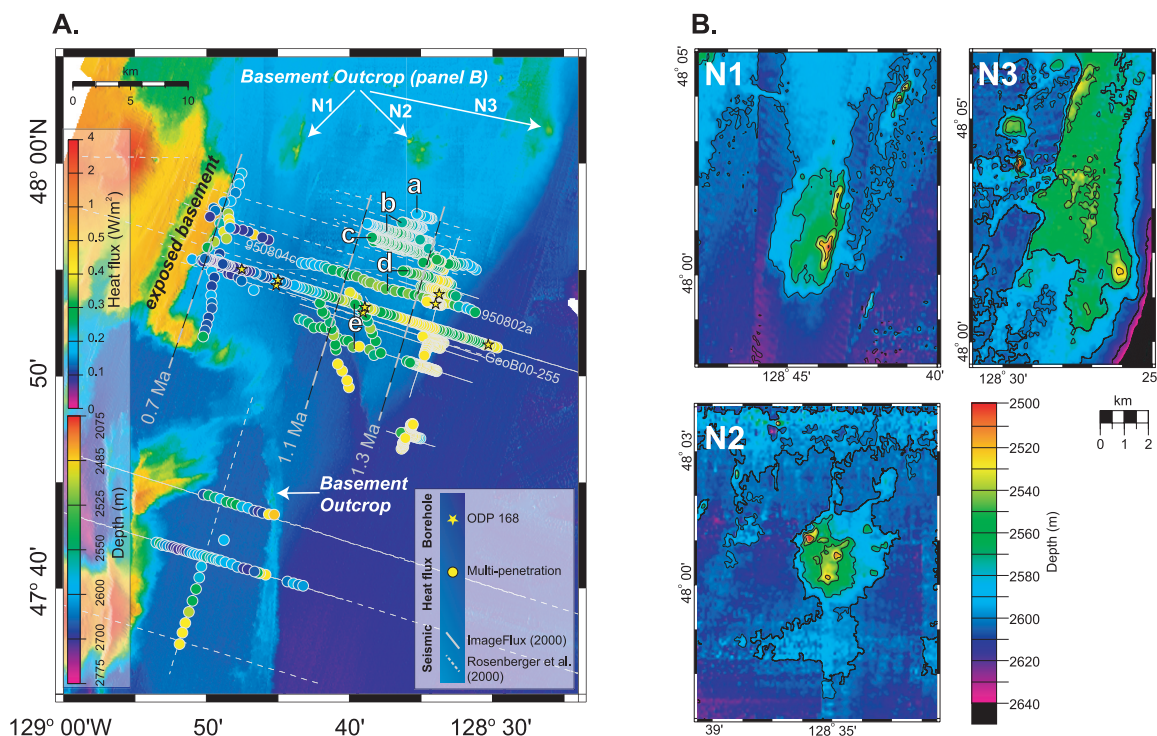 A.
km
0 10
Basement Outcrop (panel B)
N1
N2
N3
48° 00'N
50'
47° 40'
129° 00'W
50'
40'
128° 30'
exposed basement
a
b
c
d
e
950804c
950802a
GeoB00-255
0.7 Ma
1.1 Ma
1.3 Ma
Basement
Outcrop
Heat flux (W/m²)
4
2
1
0.5
0.4
0.3
0.2
0.1
0
Depth (m)
2075
2485
2525
2550
2600
2700
2775
Borehole
Heat flux
Seismic
ODP 168
Multi-penetration
ImageFlux (2000)
Rosenberger et al.
(2000)
B.
N1
48° 05'
48° 00'
128° 45'
40'
N3
48° 05'
48° 00'
128° 30'
25
N2
48° 03'
48° 00'
39'
128° 35'
km
0 1 2
Depth (m)
2500
2520
2540
2560
2580
2600
2620
2640